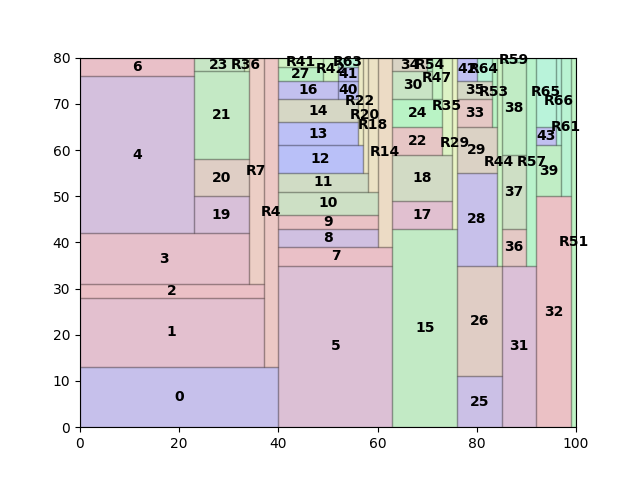 80
70
60
50
40
30
20
10
0
0 20 40 60 80 100
6 23 R36 R41 R42 R63 34 R54 42 R64 R59
27 41 R47
4 21 16 40 30 35 R53 38 R65 R66
14 R22 R20 R18 24 R35 33 R61
13 22 R29 29 43
R7 12 R14 R44 R57 39
20 11 18 37
19 R4 10 17 28
3 9 8 7 36 R51
2 15 26 31 32
1 5
0 25